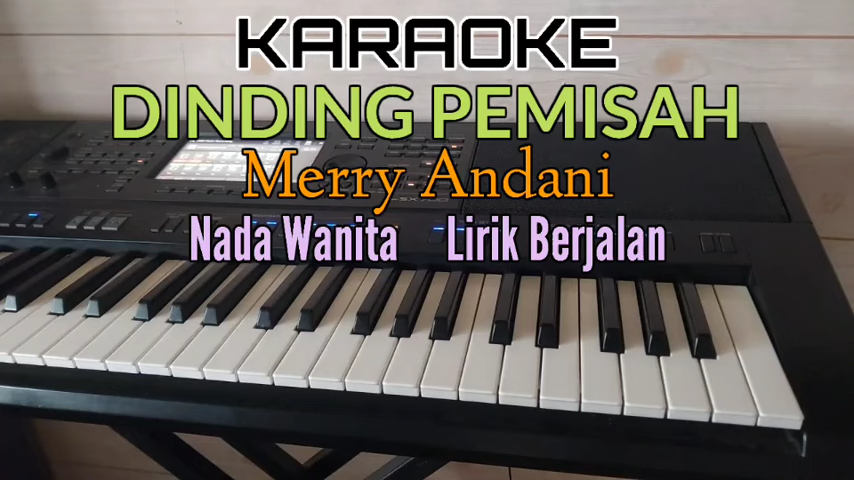 KARAOKE
DINDING PEMISAH
Merry Andani
Nada Wanita Lirik Berjalan